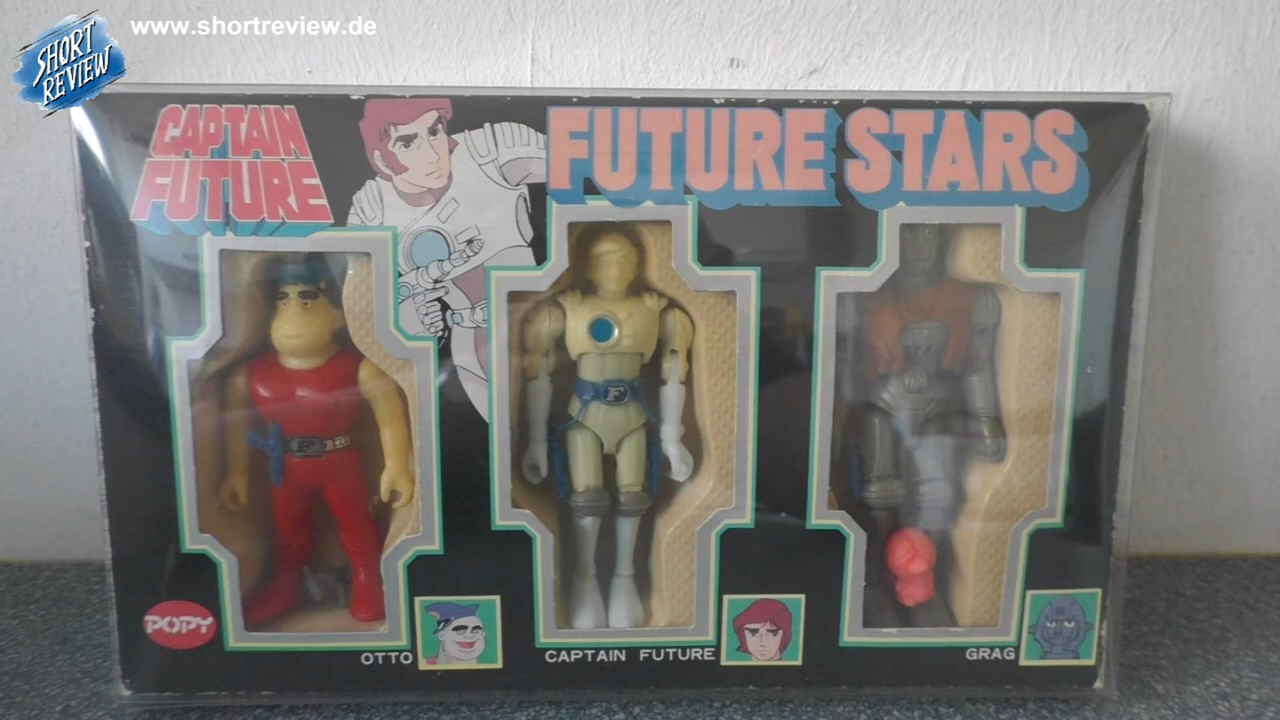 SHORT
REVIEW
www.shortreview.de
CAPTAIN
FUTURE
FUTURE STARS
F
F
POPY
OTTO
CAPTAIN FUTURE
GRAG